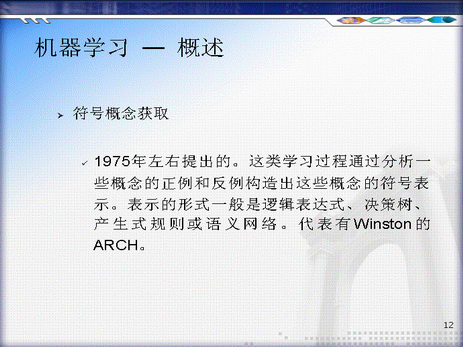 机器学习 — 概述
符号概念获取
1975年左右提出的。这类学习过程通过分析一
些概念的正例和反例构造出这些概念的符号表
示。表示的形式一般是逻辑表达式、决策树、
产生式规则或语义网络。代表有Winston的
ARCH。
12